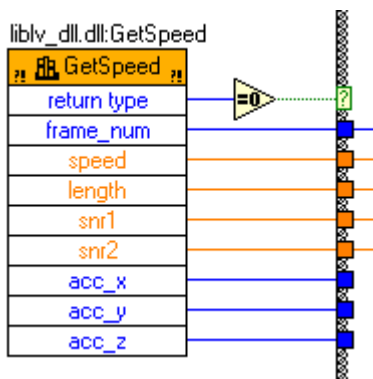 liblv_dll.dll:GetSpeed
?! GetSpeed ?!
return type
=0
?
frame_num
speed
length
snr1
snr2
acc_x
acc_y
acc_z